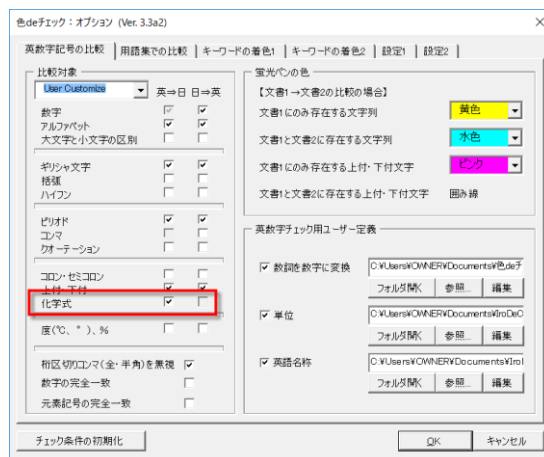 色deチェック：オプション (Ver. 3.3a2)
英数字記号の比較 用語集での比較 キーワードの着色1 キーワードの着色2 設定1 設定2
比較対象
User Customize 英⇒日 日⇒英
数字
アルファベット
大文字と小文字の区別
ギリシャ文字
括弧
ハイフン
ピリオド
コンマ
クオーテーション
コロン・セミコロン
上付・下付
化学式
度(℃、°)、%
桁区切りコンマ(全・半角)を無視
数字の完全一致
元素記号の完全一致
チェック条件の初期化
蛍光ペンの色
【文書1→文書2の比較の場合】
文書1にのみ存在する文字列 黄色
文書1と文書2に存在する文字列 水色
文書1にのみ存在する上付・下付文字 ピンク
文書1と文書2に存在する上付・下付文字 囲み線
英数字チェック用ユーザー定義
数詞を数字に変換 C:¥Users¥OWNER¥Documents¥色deチ
フォルダ開く 参照... 編集
単位 C:¥Users¥OWNER¥Documents¥IroDeC
フォルダ開く 参照... 編集
英語名称 C:¥Users¥OWNER¥Documents¥Irol
フォルダ開く 参照... 編集
OK キャンセル